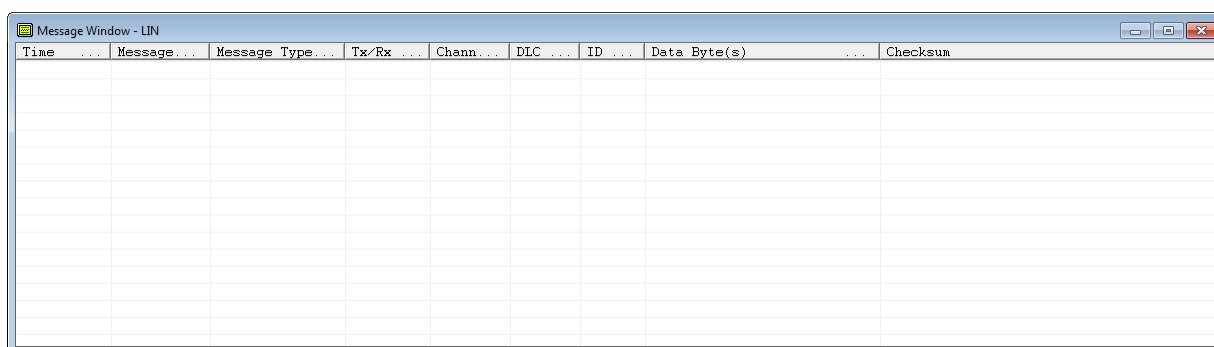 Message Window - LIN
Time ... Message... Message Type... Tx/Rx ... Chann... DLC ... ID ... Data Byte(s) ... Checksum